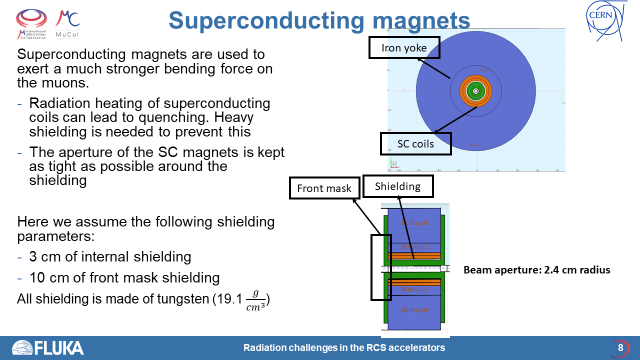 Superconducting magnets
MuCol
CERN
Superconducting magnets are used to
exert a much stronger bending force on
the muons.
- Radiation heating of superconducting
coils can lead to quenching. Heavy
shielding is needed to prevent this
- The aperture of the SC magnets is kept
as tight as possible around the
shielding
Here we assume the following shielding
parameters:
- 3 cm of internal shielding
- 10 cm of front mask shielding
All shielding is made of tungsten (19.1 g/cm³)
Iron yoke
SC coils
Front mask
Shielding
Beam aperture: 2.4 cm radius
FLUKA
Radiation challenges in the RCS accelerators
8